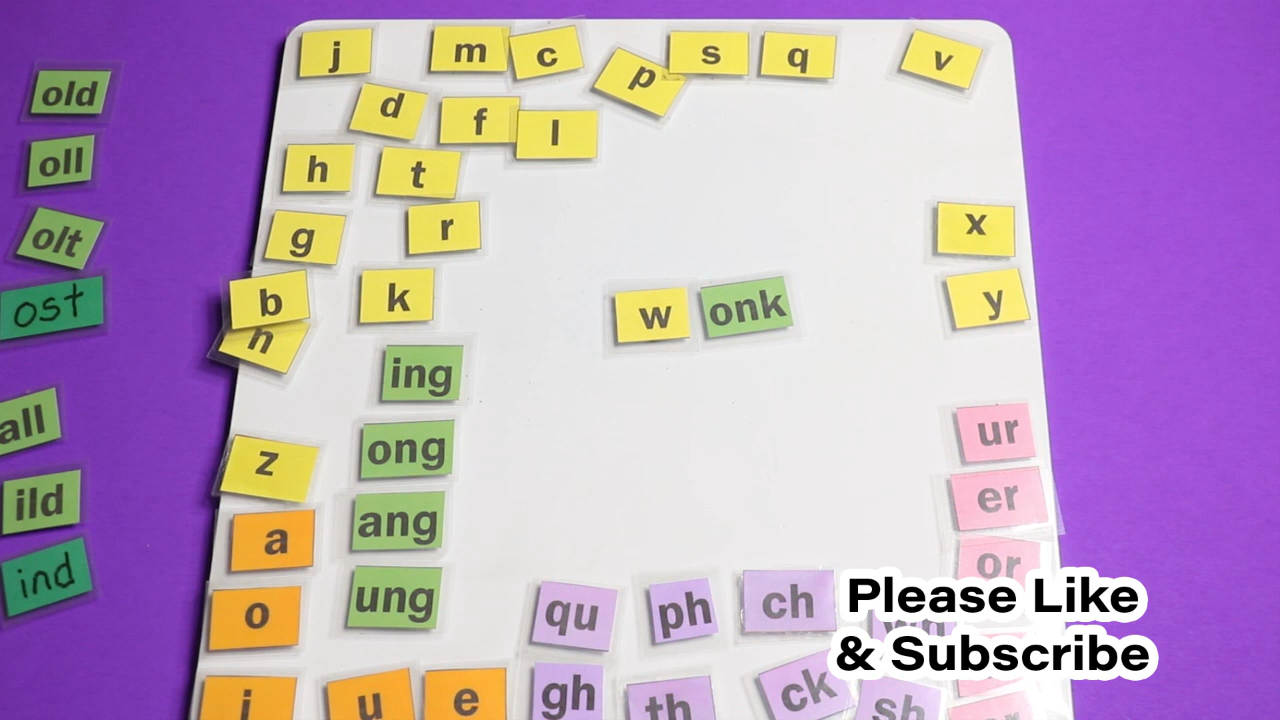 j m c p s q v
old d f l
oll h t
olt g r x
ost b k w onk y
n
ing
all z ong ur
ild ang er
ind a or
o ung qu ph ch
i u e gh th ck sh
Please Like
& Subscribe